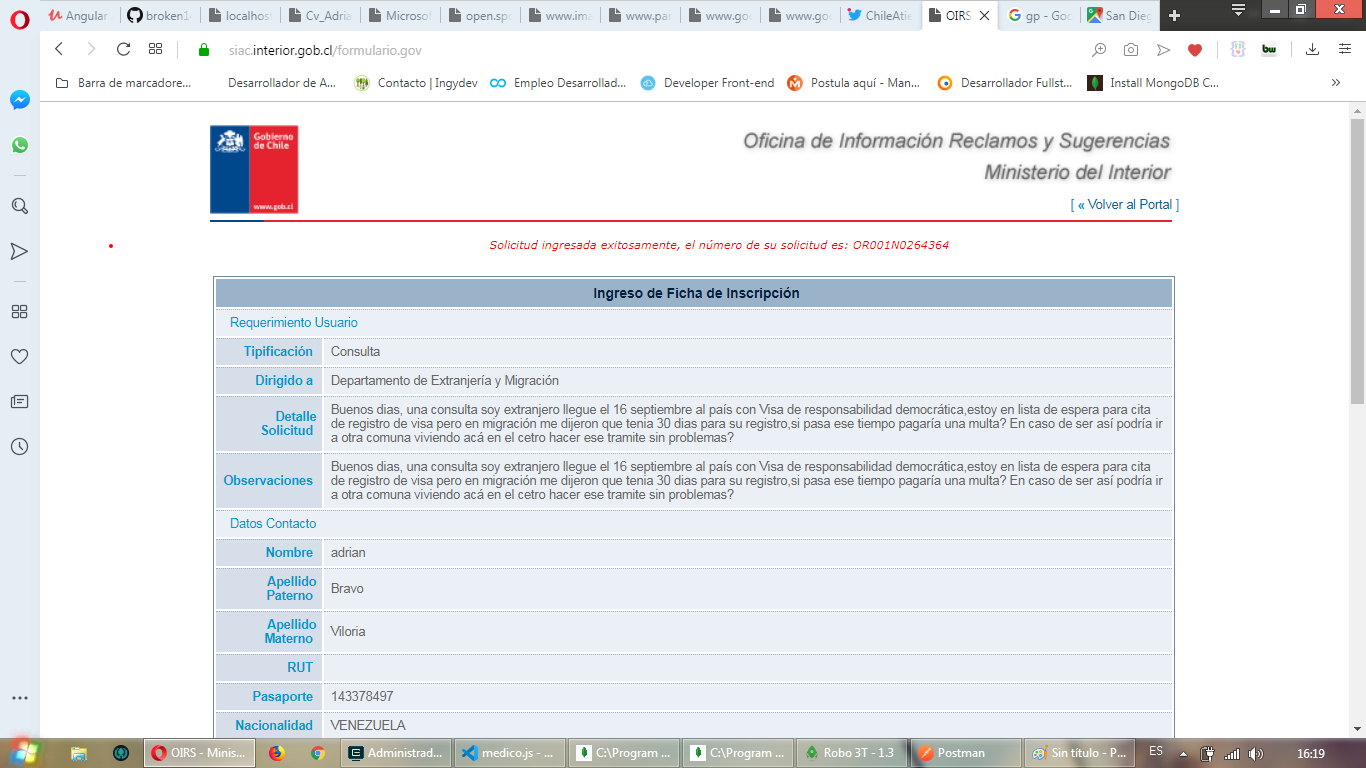 Angular
broken1
localhos
Cv_Adria
Microsof
open.spo
www.ima
www.par
www.goo
www.goo
ChileAtie
OIRS
gp - Goo
San Dieg
siac.interior.gob.cl/formulario.gov
bw
Barra de marcadore...
Desarrollador de A...
Contacto | Ingydev
Empleo Desarrollad...
Developer Front-end
Postula aquí - Man...
Desarrollador Fullst...
Install MongoDB C...
»
Gobierno
de Chile
www.gob.cl
Oficina de Información Reclamos y Sugerencias
Ministerio del Interior
[ « Volver al Portal ]
Solicitud ingresada exitosamente, el número de su solicitud es: OR001N0264364
Ingreso de Ficha de Inscripción
Requerimiento Usuario
Tipificación Consulta
Dirigido a Departamento de Extranjería y Migración
Detalle
Solicitud
Buenos dias, una consulta soy extranjero llegue el 16 septiembre al país con Visa de responsabilidad democrática,estoy en lista de espera para cita
de registro de visa pero en migración me dijeron que tenia 30 dias para su registro,si pasa ese tiempo pagaría una multa? En caso de ser así podría ir
a otra comuna viviendo acá en el cetro hacer ese tramite sin problemas?
Observaciones
Buenos dias, una consulta soy extranjero llegue el 16 septiembre al país con Visa de responsabilidad democrática,estoy en lista de espera para cita
de registro de visa pero en migración me dijeron que tenia 30 dias para su registro,si pasa ese tiempo pagaría una multa? En caso de ser así podría ir
a otra comuna viviendo acá en el cetro hacer ese tramite sin problemas?
Datos Contacto
Nombre adrian
Apellido
Paterno
Bravo
Apellido
Materno
Viloria
RUT
Pasaporte 143378497
Nacionalidad VENEZUELA
OIRS - Minis...
Administrad...
medico.js - ...
C:\Program ...
C:\Program ...
Robo 3T - 1.3
Postman
Sin título - P...
ES
16:19